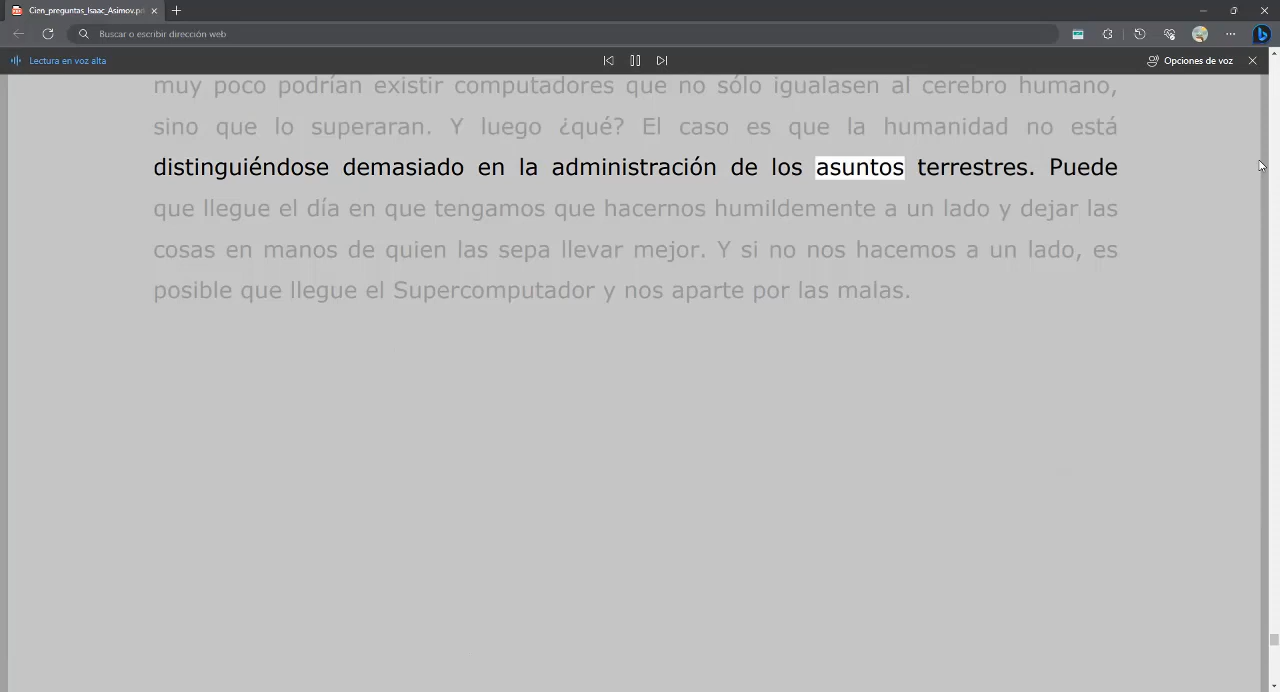 Cien_preguntas_Isaac_Asimov.pd
Buscar o escribir dirección web
Lectura en voz alta
Opciones de voz
muy poco podrían existir computadores que no sólo igualasen al cerebro humano,
sino que lo superaran. Y luego ¿qué? El caso es que la humanidad no está
distinguiéndose demasiado en la administración de los asuntos terrestres. Puede
que llegue el día en que tengamos que hacernos humildemente a un lado y dejar las
cosas en manos de quien las sepa llevar mejor. Y si no nos hacemos a un lado, es
posible que llegue el Supercomputador y nos aparte por las malas.